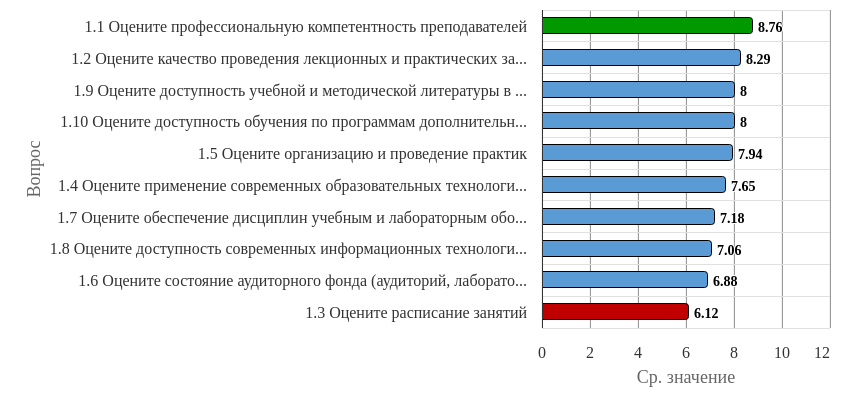 1.1 Оцените профессиональную компетентность преподавателей 8.76
1.2 Оцените качество проведения лекционных и практических за... 8.29
1.9 Оцените доступность учебной и методической литературы в ... 8
1.10 Оцените доступность обучения по программам дополнительн... 8
1.5 Оцените организацию и проведение практик 7.94
1.4 Оцените применение современных образовательных технологи... 7.65
1.7 Оцените обеспечение дисциплин учебным и лабораторным обо... 7.18
1.8 Оцените доступность современных информационных технологи... 7.06
1.6 Оцените состояние аудиторного фонда (аудиторий, лаборато... 6.88
1.3 Оцените расписание занятий 6.12
Вопрос
0 2 4 6 8 10 12
Ср. значение